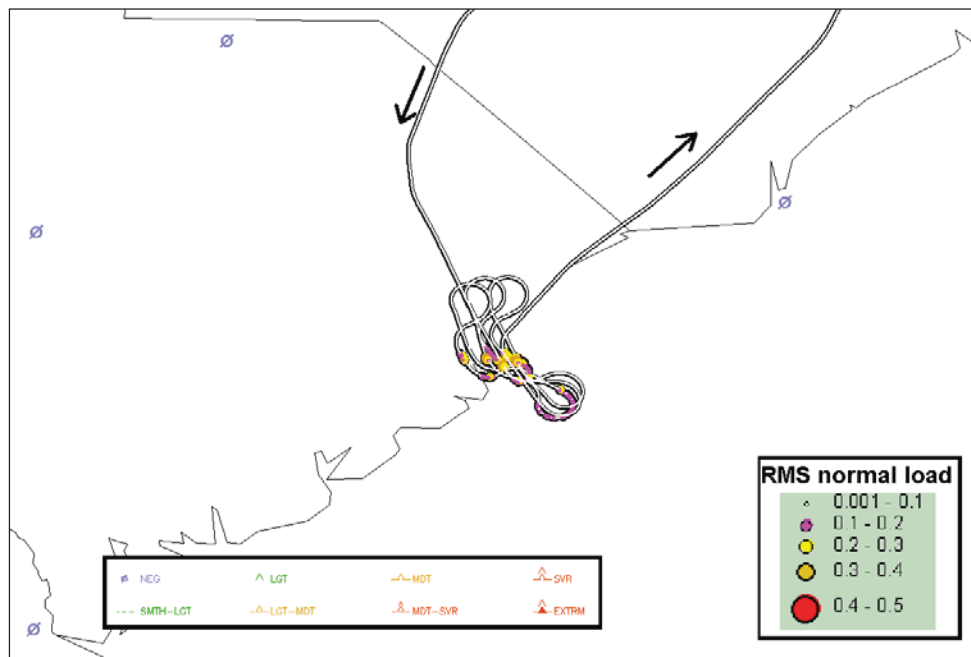 NEG LGT MDT SVR
SMTH-LGT LGT-MDT MDT-SVR EXTRM
RMS normal load
0.001 - 0.1
0.1 - 0.2
0.2 - 0.3
0.3 - 0.4
0.4 - 0.5